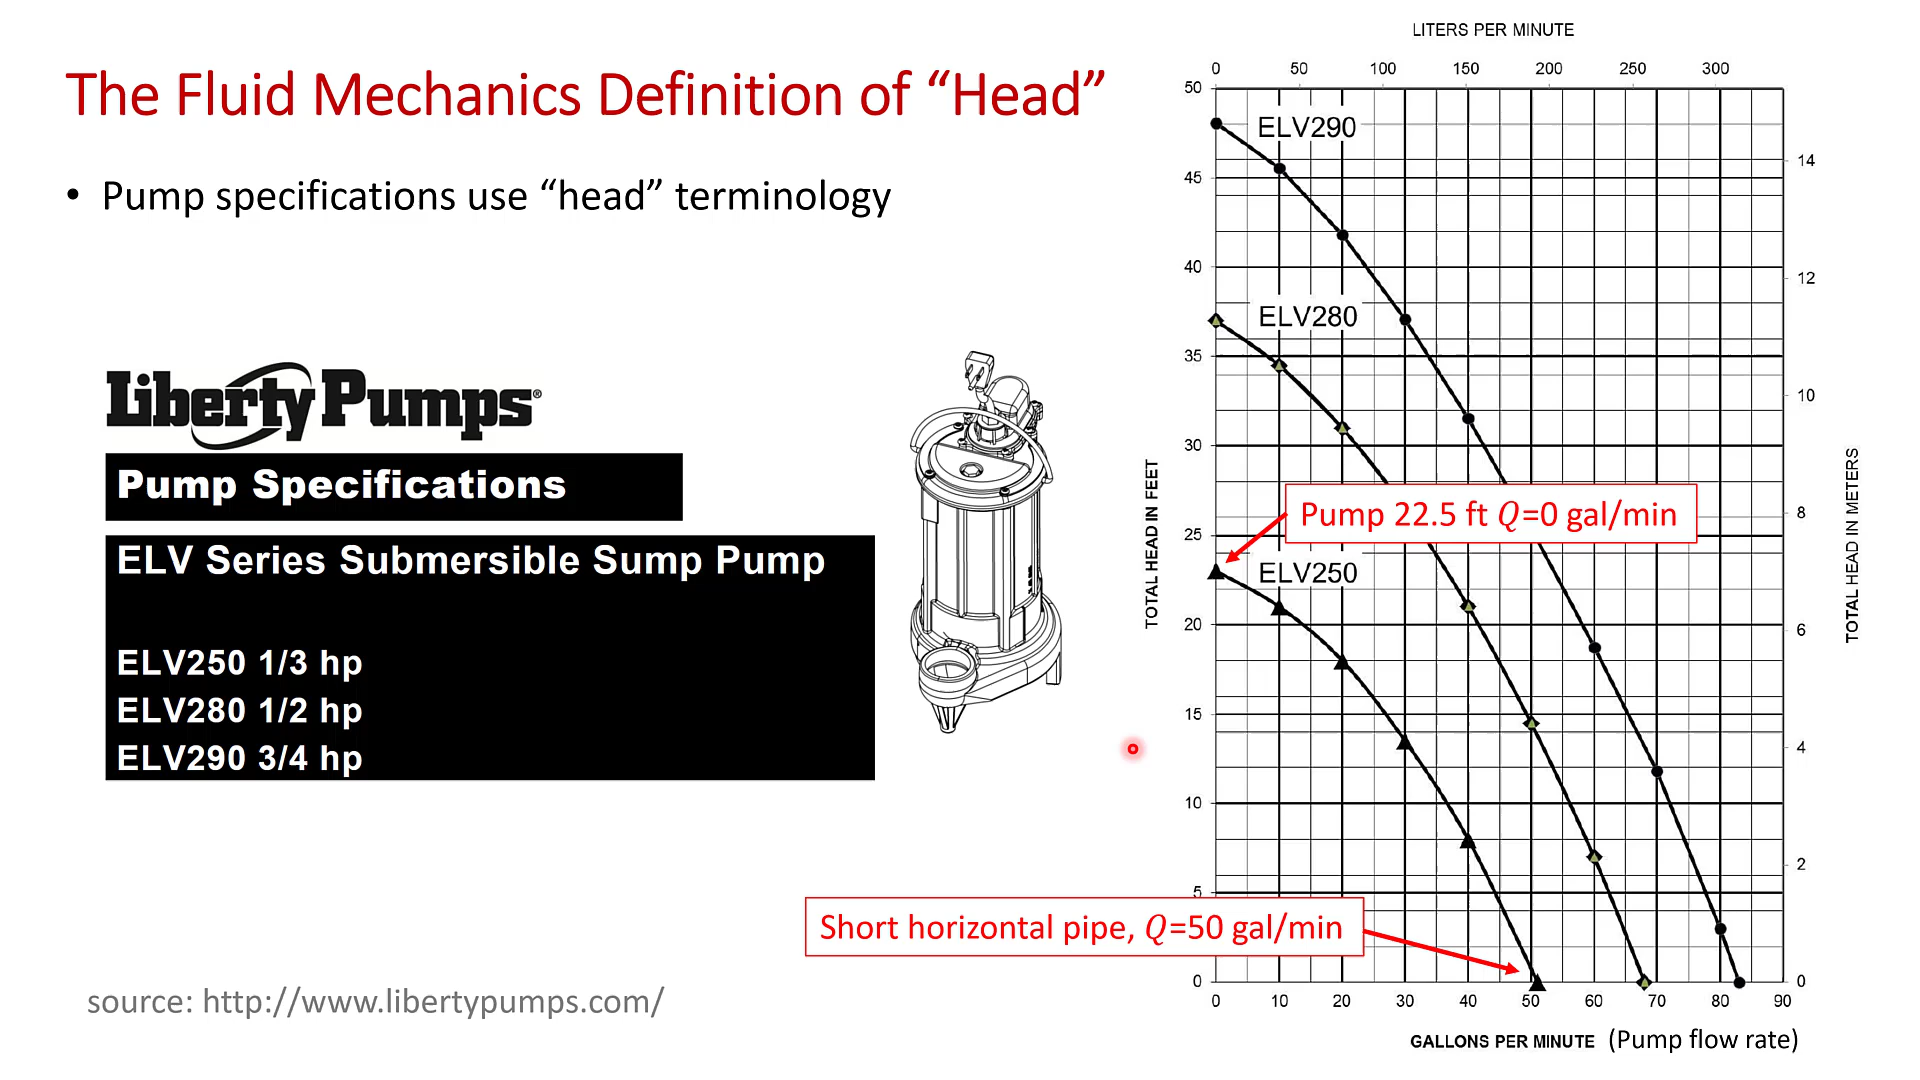 The Fluid Mechanics Definition of “Head”
• Pump specifications use “head” terminology
Liberty Pumps®
Pump Specifications
ELV Series Submersible Sump Pump
ELV250 1/3 hp
ELV280 1/2 hp
ELV290 3/4 hp
source: http://www.libertypumps.com/
LITERS PER MINUTE
0 50 100 150 200 250 300
50
45
40
35
30
25
20
15
10
5
0
TOTAL HEAD IN FEET
ELV290
ELV280
Pump 22.5 ft Q=0 gal/min
ELV250
Short horizontal pipe, Q=50 gal/min
14
12
10
8
6
4
2
0
TOTAL HEAD IN METERS
0 10 20 30 40 50 60 70 80 90
GALLONS PER MINUTE (Pump flow rate)